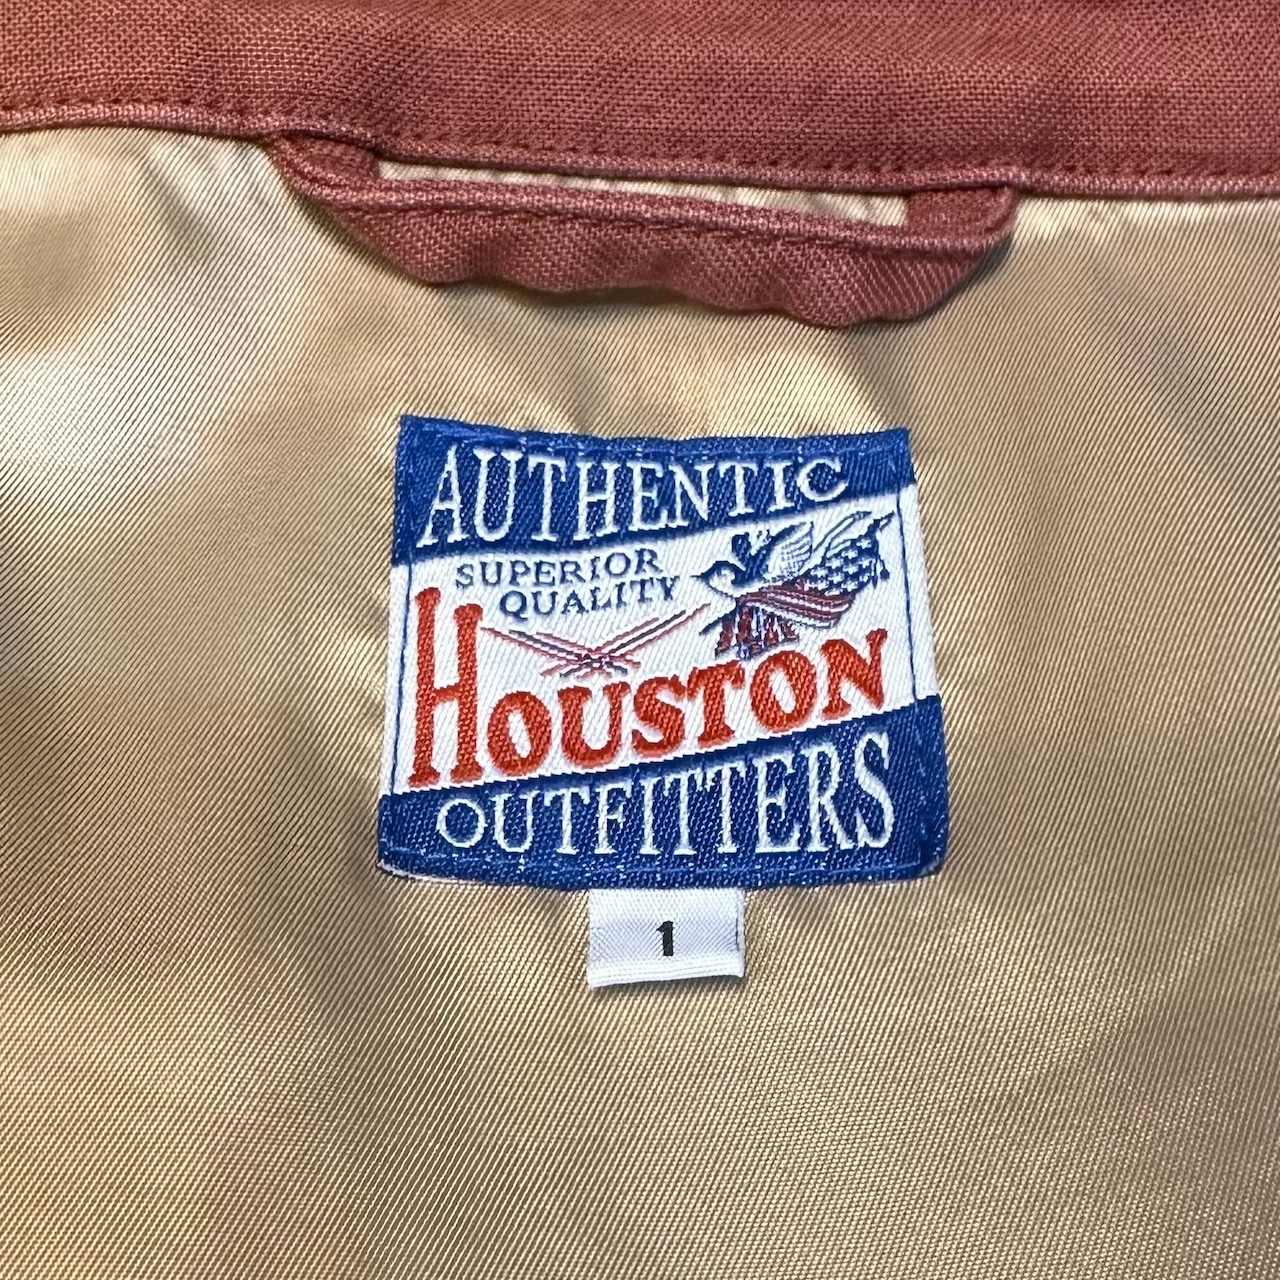 AUTHENTIC
SUPERIOR
QUALITY
HOUSTON
OUTFITTERS
1